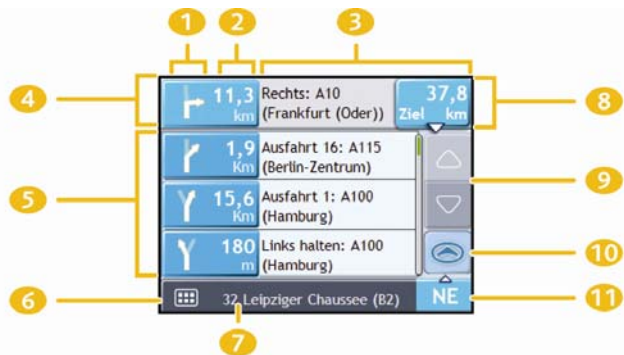 1 2 3
4 11,3 km Rechts: A10 (Frankfurt (Oder)) 37,8 Ziel km 8
5 1,9 Km Ausfahrt 16: A115 (Berlin-Zentrum)
9
15,6 Km Ausfahrt 1: A100 (Hamburg)
180 m Links halten: A100 (Hamburg)
10
6 32 Leipziger Chaussee (B2) NE 11
7